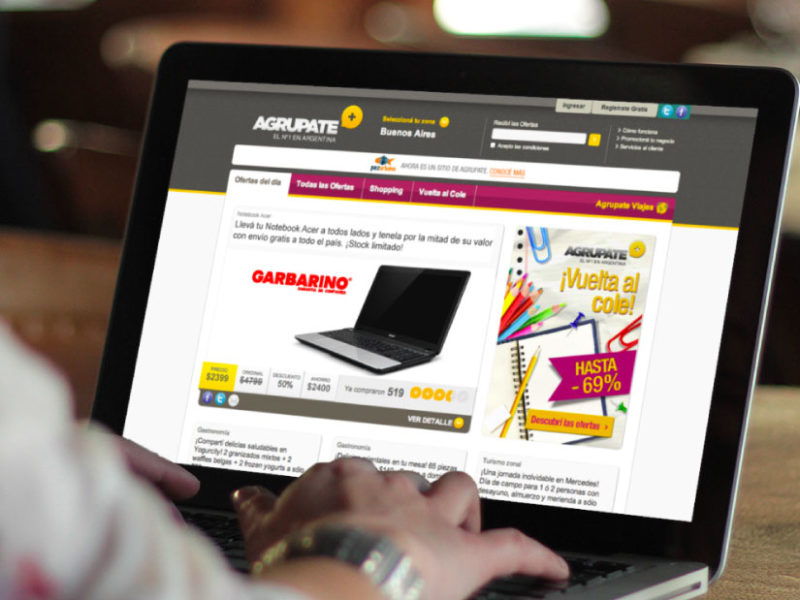 Ingresar
Registrate Gratis
AGRUPATE +
EL Nº1 EN ARGENTINA
Seleccioná tu zona
Buenos Aires
Recibí las Ofertas
Acepto las condiciones
> Cómo funciona
> Promocioná tu negocio
> Servicios al cliente
AHORA ES UN SITIO DE AGRUPATE. CONOCÉ MÁS
Ofertas del día
Todas las Ofertas
Shopping
Vuelta al Cole
Agrupate Viajes
Notebook Acer
Llevá tu Notebook Acer a todos lados y tenela por la mitad de su valor
con envío gratis a todo el país. ¡Stock limitado!
GARBARINO
PRECIO
$2399
ORIGINAL
$4799
DESCUENTO
50%
AHORRO
$2400
Ya compraron 519
VER DETALLE
AGRUPATE
EL Nº1 EN ARGENTINA
¡Vuelta al
cole!
HASTA
- 69%
Descubrí las ofertas >
Gastronomía
¡Compartí delicias saludables en
Yogurcity! 2 granizados mixtos + 2
waffles belgas + 2 frozen yogurts a sólo
Gastronomía
en tu mesa! 65 piezas
Turismo zonal
¡Una jornada inolvidable en Mercedes!
Día de campo para 1 ó 2 personas con
desayuno, almuerzo y merienda a sólo